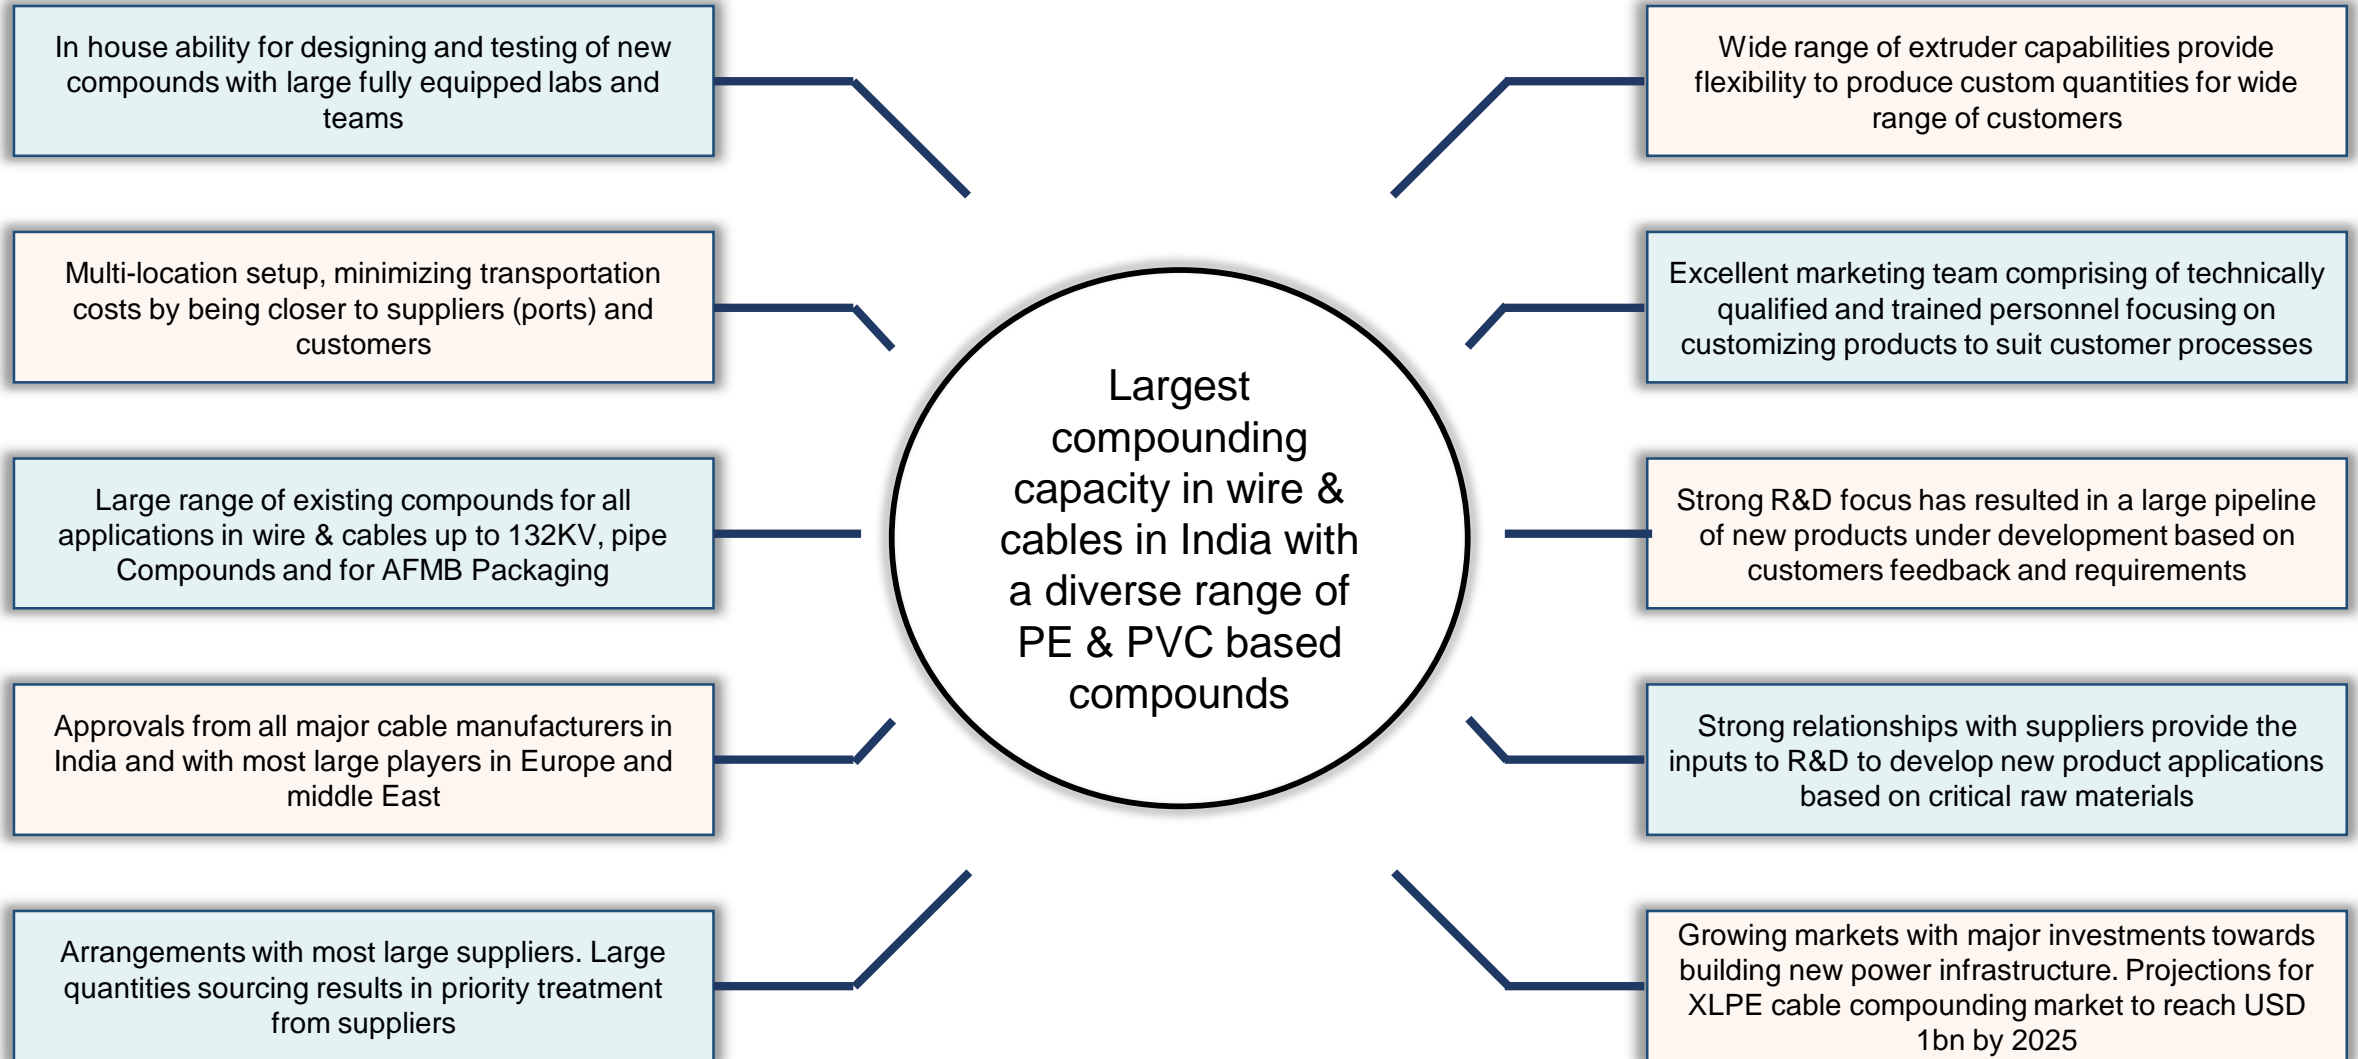 In house ability for designing and testing of new
compounds with large fully equipped labs and
teams
Multi-location setup, minimizing transportation
costs by being closer to suppliers (ports) and
customers
Large range of existing compounds for all
applications in wire & cables up to 132KV, pipe
Compounds and for AFMB Packaging
Approvals from all major cable manufacturers in
India and with most large players in Europe and
middle East
Arrangements with most large suppliers. Large
quantities sourcing results in priority treatment
from suppliers
Largest
compounding
capacity in wire &
cables in India with
a diverse range of
PE & PVC based
compounds
Wide range of extruder capabilities provide
flexibility to produce custom quantities for wide
range of customers
Excellent marketing team comprising of technically
qualified and trained personnel focusing on
customizing products to suit customer processes
Strong R&D focus has resulted in a large pipeline
of new products under development based on
customers feedback and requirements
Strong relationships with suppliers provide the
inputs to R&D to develop new product applications
based on critical raw materials
Growing markets with major investments towards
building new power infrastructure. Projections for
XLPE cable compounding market to reach USD
1bn by 2025